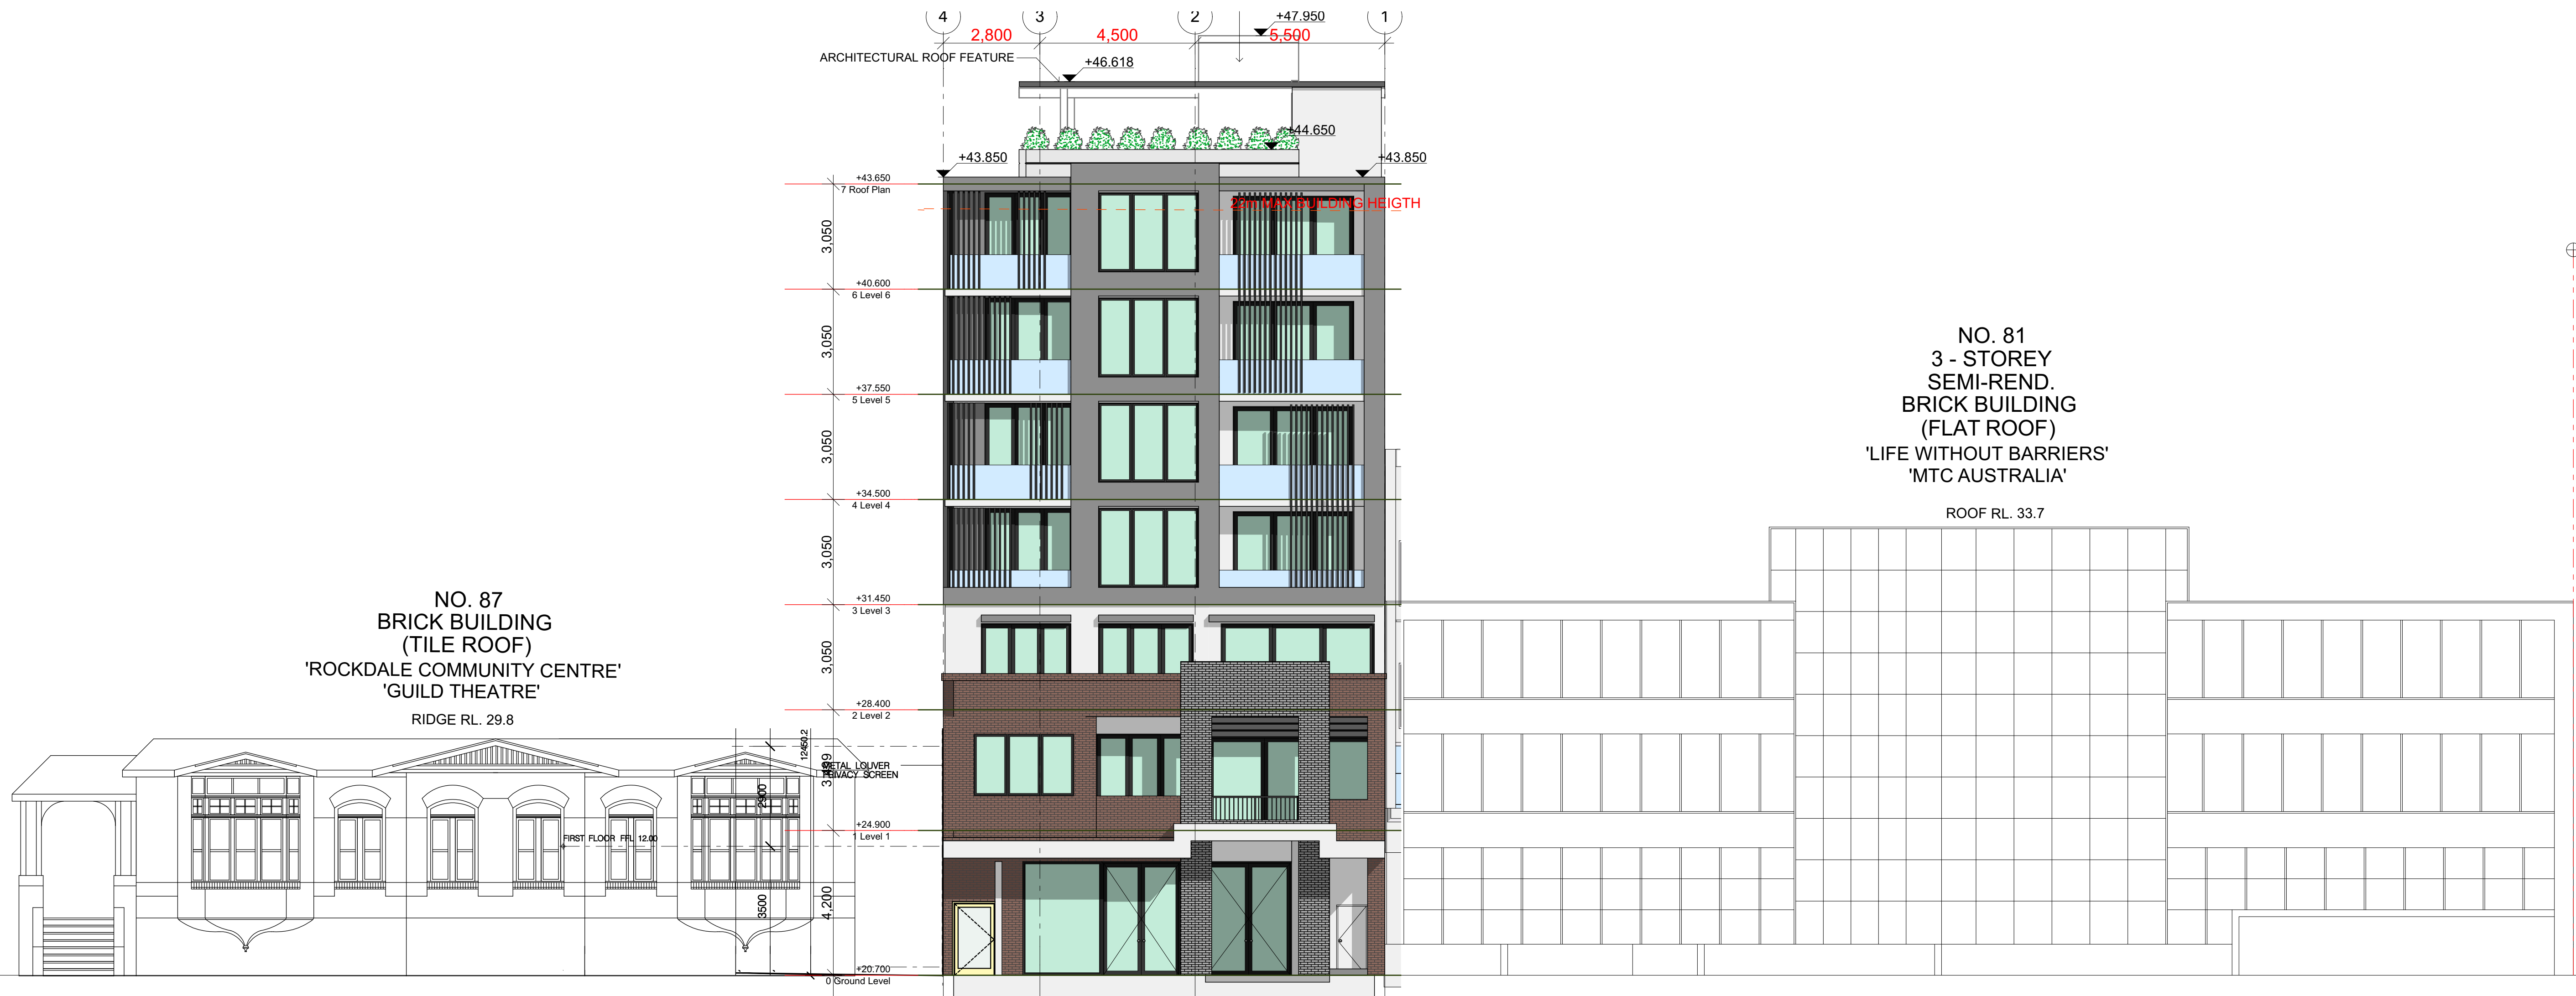 4
3
2
1
+47.950
2,800
4,500
5,500
ARCHITECTURAL ROOF FEATURE
+46.618
+44.650
+43.850
+43.850
+43.650
7 Roof Plan
MAX BUILDING HEIGTH
3,050
+40.600
6 Level 6
3,050
+37.550
5 Level 5
3,050
+34.500
4 Level 4
3,050
+31.450
3 Level 3
3,050
+28.400
2 Level 2
METAL LOUVER
PRIVACY SCREEN
+24.900
1 Level 1
4,200
+20.700
0 Ground Level
NO. 87
BRICK BUILDING
(TILE ROOF)
'ROCKDALE COMMUNITY CENTRE'
'GUILD THEATRE'
RIDGE RL. 29.8
12450.2
2900
FIRST FLOOR FFL 12.00
3500
NO. 81
3 - STOREY
SEMI-REND.
BRICK BUILDING
(FLAT ROOF)
'LIFE WITHOUT BARRIERS'
'MTC AUSTRALIA'
ROOF RL. 33.7